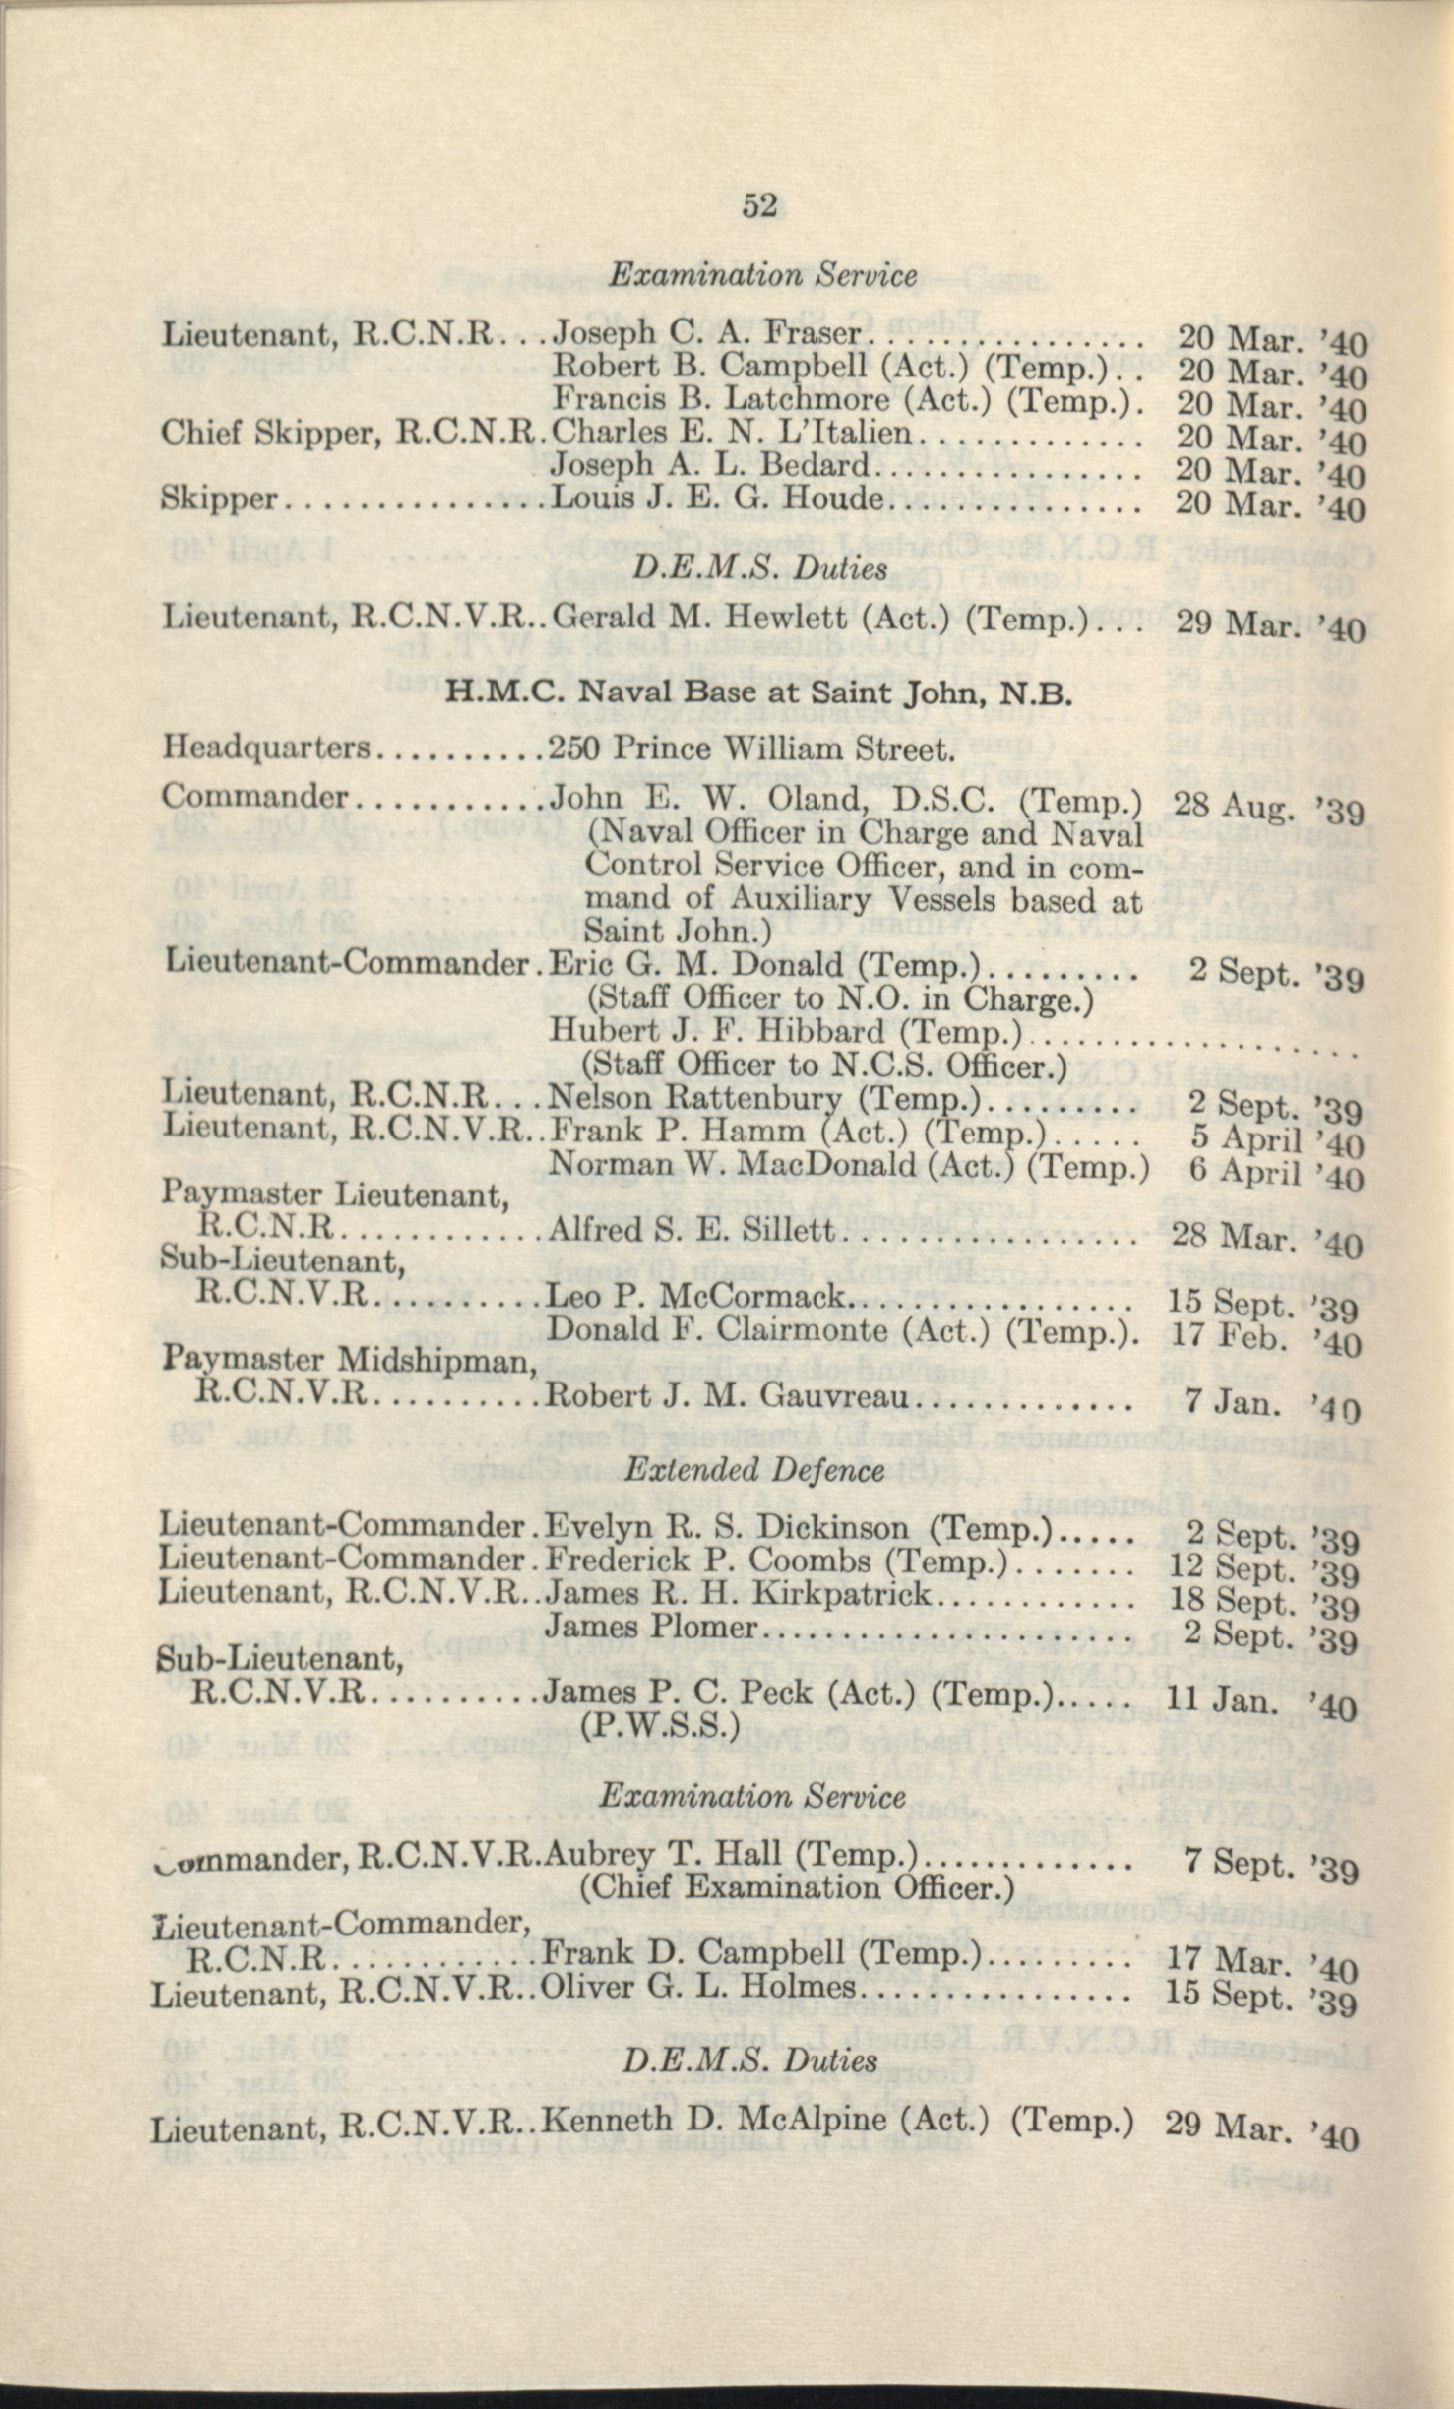 52
Examination Service
Lieutenant, R.C.N.R...Joseph C. A. Fraser................ 20 Mar. '40
Robert B. Campbell (Act.) (Temp.).. 20 Mar. '40
Francis B. Latchmore (Act.) (Temp.). 20 Mar. '40
Chief Skipper, R.C.N.R.Charles E. N. L'Italien............. 20 Mar. '40
Joseph A. L. Bedard................ 20 Mar. '40
Skipper...............Louis J. E. G. Houde............... 20 Mar. '40
D.E.M.S. Duties
Lieutenant, R.C.N.V.R..Gerald M. Hewlett (Act.) (Temp.)... 29 Mar. '40
H.M.C. Naval Base at Saint John, N.B.
Headquarters..........250 Prince William Street.
Commander...........John E. W. Oland, D.S.C. (Temp.) 28 Aug. '39
(Naval Officer in Charge and Naval
Control Service Officer, and in com-
mand of Auxiliary Vessels based at
Saint John.)
Lieutenant-Commander.Eric G. M. Donald (Temp.)......... 2 Sept. '39
(Staff Officer to N.O. in Charge.)
Hubert J. F. Hibbard (Temp.)....................
(Staff Officer to N.C.S. Officer.)
Lieutenant, R.C.N.R...Nelson Rattenbury (Temp.)......... 2 Sept. '39
Lieutenant, R.C.N.V.R..Frank P. Hamm (Act.) (Temp.)..... 5 April '40
Norman W. MacDonald (Act.) (Temp.) 6 April '40
Paymaster Lieutenant,
R.C.N.R............Alfred S. E. Sillett................. 28 Mar. '40
Sub-Lieutenant,
R.C.N.V.R..........Leo P. McCormack................. 15 Sept. '39
Donald F. Clairmonte (Act.) (Temp.). 17 Feb. '40
Paymaster Midshipman,
R.C.N.V.R..........Robert J. M. Gauvreau............. 7 Jan. '40
Extended Defence
Lieutenant-Commander.Evelyn R. S. Dickinson (Temp.)..... 2 Sept. '39
Lieutenant-Commander.Frederick P. Coombs (Temp.)....... 12 Sept. '39
Lieutenant, R.C.N.V.R..James R. H. Kirkpatrick............ 18 Sept. '39
James Plomer...................... 2 Sept. '39
Sub-Lieutenant,
R.C.N.V.R..........James P. C. Peck (Act.) (Temp.)..... 11 Jan. '40
(P.W.S.S.)
Examination Service
Commander, R.C.N.V.R.Aubrey T. Hall (Temp.)............. 7 Sept. '39
(Chief Examination Officer.)
Lieutenant-Commander,
R.C.N.R............Frank D. Campbell (Temp.)......... 17 Mar. '40
Lieutenant, R.C.N.V.R..Oliver G. L. Holmes................ 15 Sept. '39
D.E.M.S. Duties
Lieutenant, R.C.N.V.R..Kenneth D. McAlpine (Act.) (Temp.) 29 Mar. '40